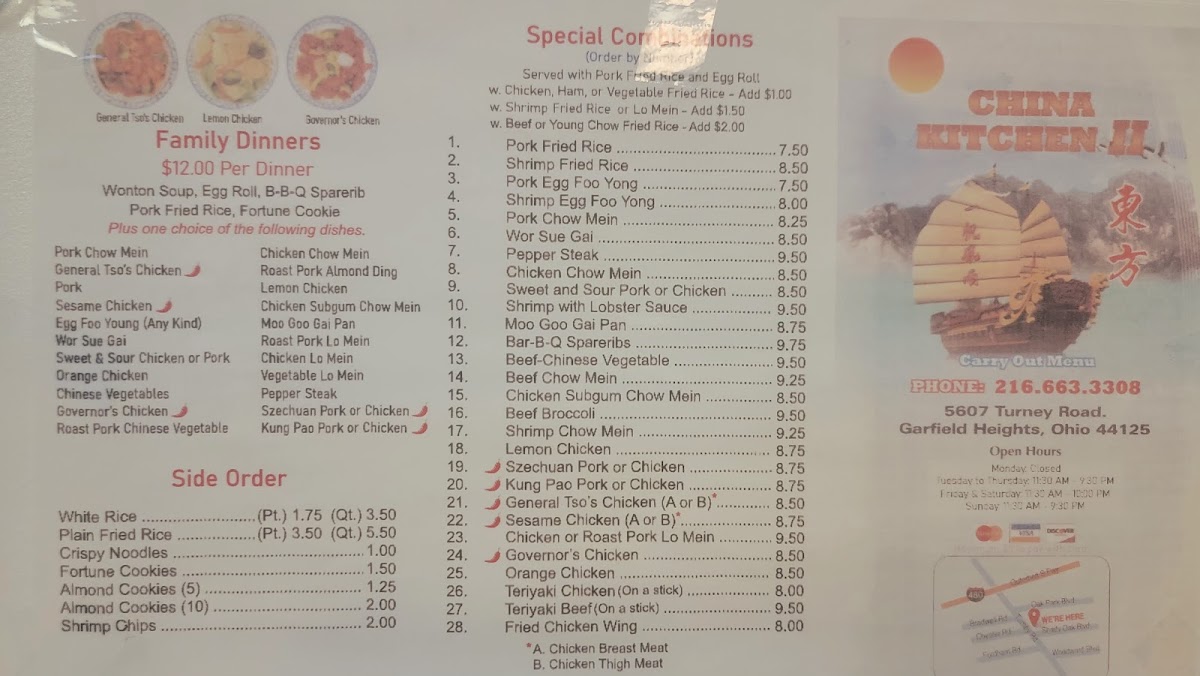 General Tso's Chicken
Lemon Chicken
Governor's Chicken
Family Dinners
$12.00 Per Dinner
Wonton Soup, Egg Roll, B-B-Q Sparerib
Pork Fried Rice, Fortune Cookie
Plus one choice of the following dishes.
Pork Chow Mein
General Tso's Chicken
Pork
Sesame Chicken
Egg Foo Young (Any Kind)
Wor Sue Gai
Sweet & Sour Chicken or Pork
Orange Chicken
Chinese Vegetables
Governor's Chicken
Roast Pork Chinese Vegetable
Chicken Chow Mein
Roast Pork Almond Ding
Lemon Chicken
Chicken Subgum Chow Mein
Moo Goo Gai Pan
Roast Pork Lo Mein
Chicken Lo Mein
Vegetable Lo Mein
Pepper Steak
Szechuan Pork or Chicken
Kung Pao Pork or Chicken
Side Order
White Rice (Pt.) 1.75 (Qt.) 3.50
Plain Fried Rice (Pt.) 3.50 (Qt.) 5.50
Crispy Noodles 1.00
Fortune Cookies 1.50
Almond Cookies (5) 1.25
Almond Cookies (10) 2.00
Shrimp Chips 2.00
Special Combinations
(Order by Number)
Served with Pork Fried Rice and Egg Roll
w. Chicken, Ham, or Vegetable Fried Rice - Add $1.00
w. Shrimp Fried Rice or Lo Mein - Add $1.50
w. Beef or Young Chow Fried Rice - Add $2.00
1. Pork Fried Rice 7.50
2. Shrimp Fried Rice 8.50
3. Pork Egg Foo Yong 7.50
4. Shrimp Egg Foo Yong 8.00
5. Pork Chow Mein 8.25
6. Wor Sue Gai 8.50
7. Pepper Steak 9.50
8. Chicken Chow Mein 8.50
9. Sweet and Sour Pork or Chicken 8.50
10. Shrimp with Lobster Sauce 9.50
11. Moo Goo Gai Pan 8.75
12. Bar-B-Q Spareribs 9.75
13. Beef-Chinese Vegetable 9.50
14. Beef Chow Mein 9.25
15. Chicken Subgum Chow Mein 8.50
16. Beef Broccoli 9.50
17. Shrimp Chow Mein 9.25
18. Lemon Chicken 8.75
19. Szechuan Pork or Chicken 8.75
20. Kung Pao Pork or Chicken 8.75
21. General Tso's Chicken (A or B)* 8.50
22. Sesame Chicken (A or B)* 8.75
23. Chicken or Roast Pork Lo Mein 9.50
24. Governor's Chicken 8.50
25. Orange Chicken 8.50
26. Teriyaki Chicken (On a stick) 8.00
27. Teriyaki Beef (On a stick) 9.50
28. Fried Chicken Wing 8.00
*A. Chicken Breast Meat
B. Chicken Thigh Meat
CHINA
KITCHEN II
東方
Carry Out Menu
PHONE: 216.663.3308
5607 Turney Road.
Garfield Heights, Ohio 44125
Open Hours
Monday: Closed
Tuesday to Thursday: 11:30 AM - 9:30 PM
Friday & Saturday: 11:30 AM - 10:00 PM
Sunday: 11:30 AM - 9:30 PM
VISA
DISCOVER
480
Oak Park Blvd
WE'RE HERE
Shady Oak Blvd